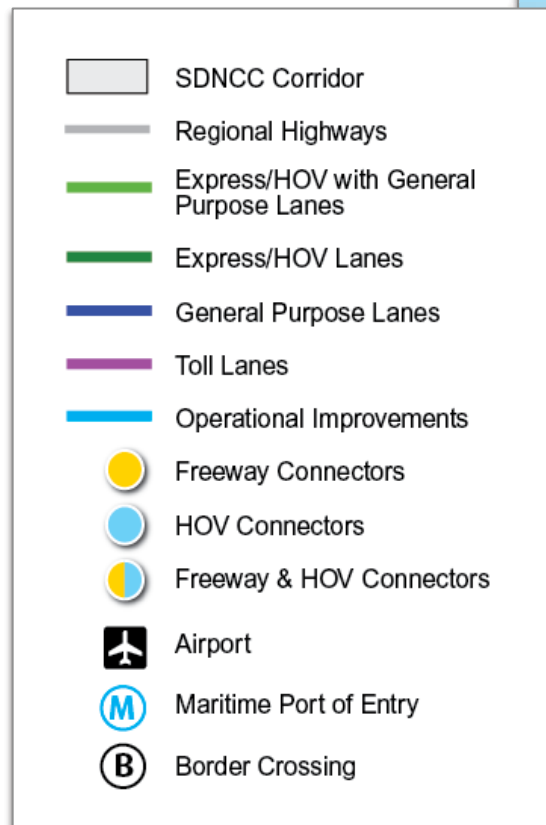 SDNCC Corridor
Regional Highways
Express/HOV with General
Purpose Lanes
Express/HOV Lanes
General Purpose Lanes
Toll Lanes
Operational Improvements
Freeway Connectors
HOV Connectors
Freeway & HOV Connectors
Airport
M Maritime Port of Entry
B Border Crossing